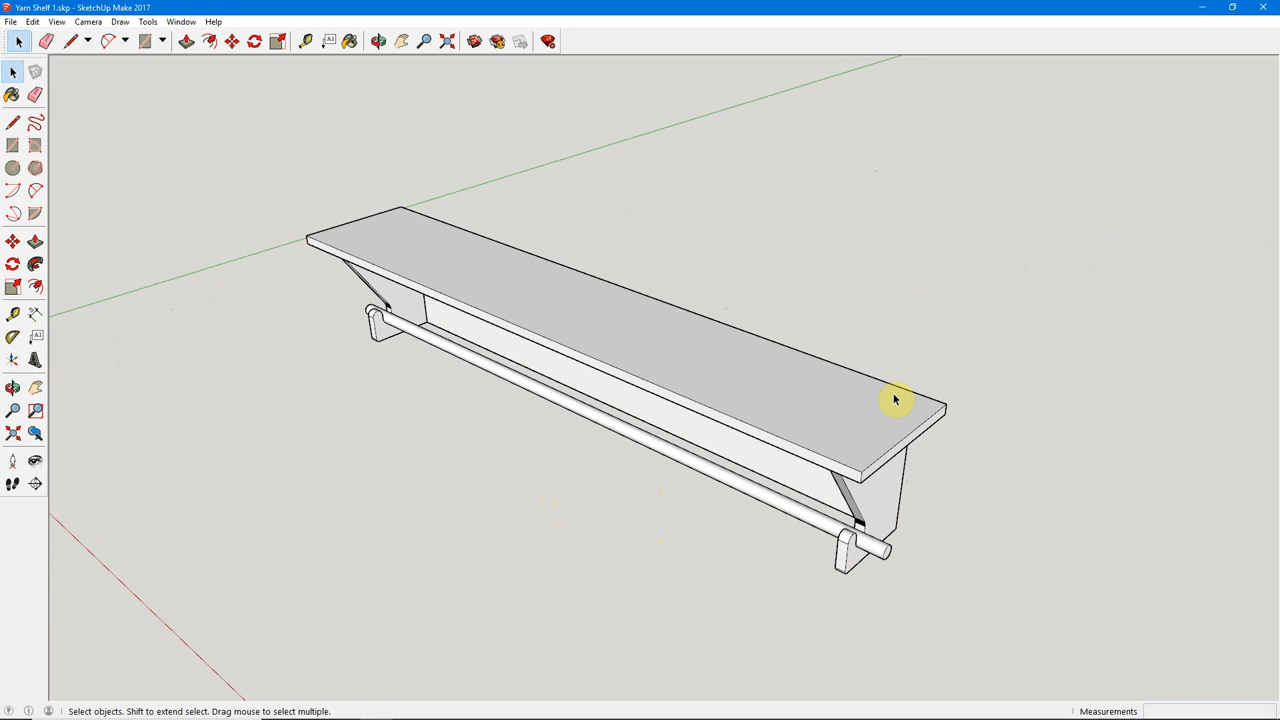 Yarn Shelf 1.skp - SketchUp Make 2017
File Edit View Camera Draw Tools Window Help
Select objects. Shift to extend select. Drag mouse to select multiple.
Measurements